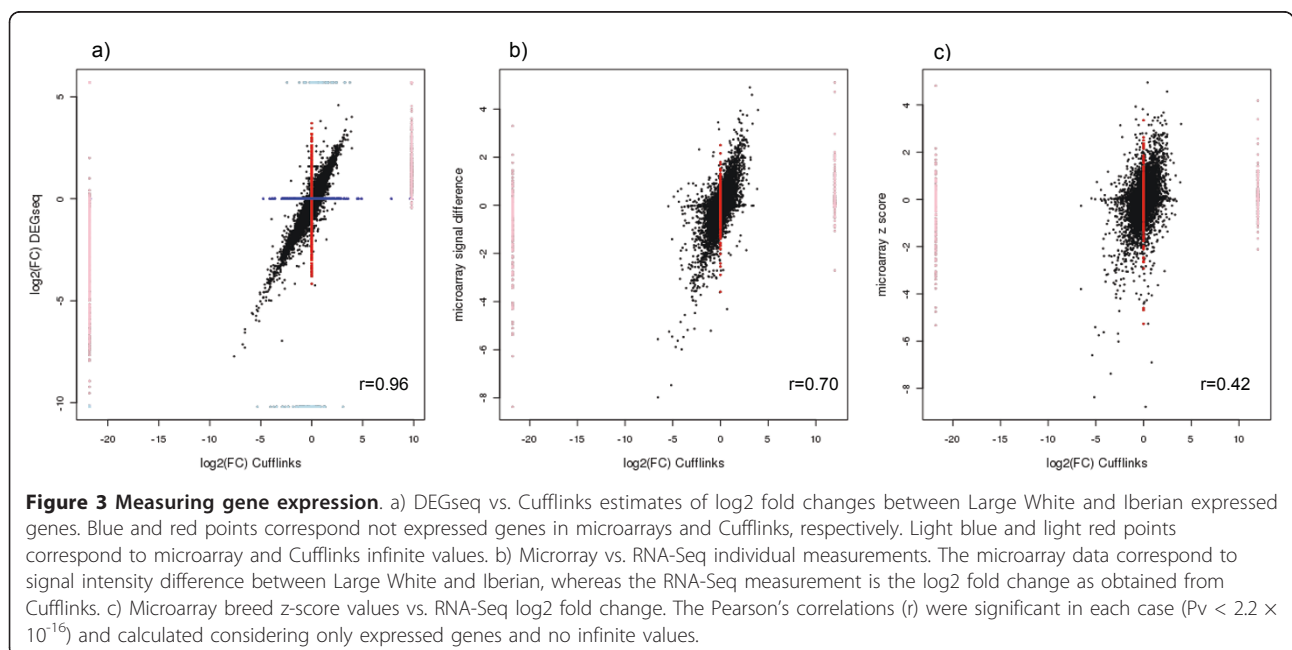 a)
b)
c)
log2(FC) DEGseq
5
0
-5
-10
r=0.96
-20
-15
-10
-5
0
5
10
log2(FC) Cufflinks
microarray signal difference
4
2
0
-2
-4
-6
-8
r=0.70
-20
-15
-10
-5
0
5
10
log2(FC) Cufflinks
microarray z score
4
2
0
-2
-4
-6
-8
r=0.42
-20
-15
-10
-5
0
5
10
log2(FC) Cufflinks
Figure 3 Measuring gene expression. a) DEGseq vs. Cufflinks estimates of log2 fold changes between Large White and Iberian expressed
genes. Blue and red points correspond not expressed genes in microarrays and Cufflinks, respectively. Light blue and light red points
correspond to microarray and Cufflinks infinite values. b) Microrray vs. RNA-Seq individual measurements. The microarray data correspond to
signal intensity difference between Large White and Iberian, whereas the RNA-Seq measurement is the log2 fold change as obtained from
Cufflinks. c) Microarray breed z-score values vs. RNA-Seq log2 fold change. The Pearson's correlations (r) were significant in each case (Pv < 2.2 ×
10-16) and calculated considering only expressed genes and no infinite values.